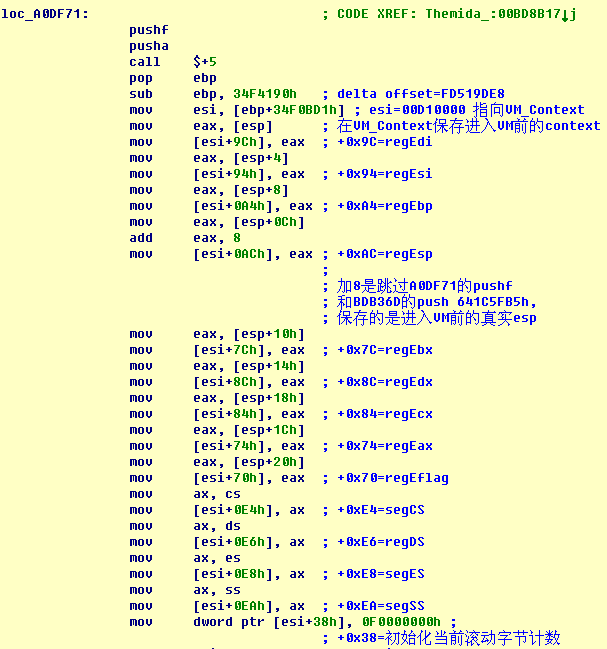 loc_A0DF71: ; CODE XREF: Themida_:00BD8B17↓j
pushf
pusha
call $+5
pop ebp
sub ebp, 34F4190h ; delta offset=FD519DE8
mov esi, [ebp+34F0BD1h] ; esi=00D10000 指向VM_Context
mov eax, [esp] ; 在VM_Context保存进入VM前的context
mov [esi+9Ch], eax ; +0x9C=regEdi
mov eax, [esp+4]
mov [esi+94h], eax ; +0x94=regEsi
mov eax, [esp+8]
mov [esi+0A4h], eax ; +0xA4=regEbp
mov eax, [esp+0Ch]
add eax, 8
mov [esi+0ACh], eax ; +0xAC=regEsp
;
; 加8是跳过A0DF71的pushf
; 和BDB36D的push 641C5FB5h,
; 保存的是进入VM前的真实esp
mov eax, [esp+10h]
mov [esi+7Ch], eax ; +0x7C=regEbx
mov eax, [esp+14h]
mov [esi+8Ch], eax ; +0x8C=regEdx
mov eax, [esp+18h]
mov [esi+84h], eax ; +0x84=regEcx
mov eax, [esp+1Ch]
mov [esi+74h], eax ; +0x74=regEax
mov eax, [esp+20h]
mov [esi+70h], eax ; +0x70=regEflag
mov ax, cs
mov [esi+0E4h], ax ; +0xE4=segCS
mov ax, ds
mov [esi+0E6h], ax ; +0xE6=regDS
mov ax, es
mov [esi+0E8h], ax ; +0xE8=segES
mov ax, ss
mov [esi+0EAh], ax ; +0xEA=segSS
mov dword ptr [esi+38h], 0F0000000h ;
; +0x38=初始化当前滚动字节计数